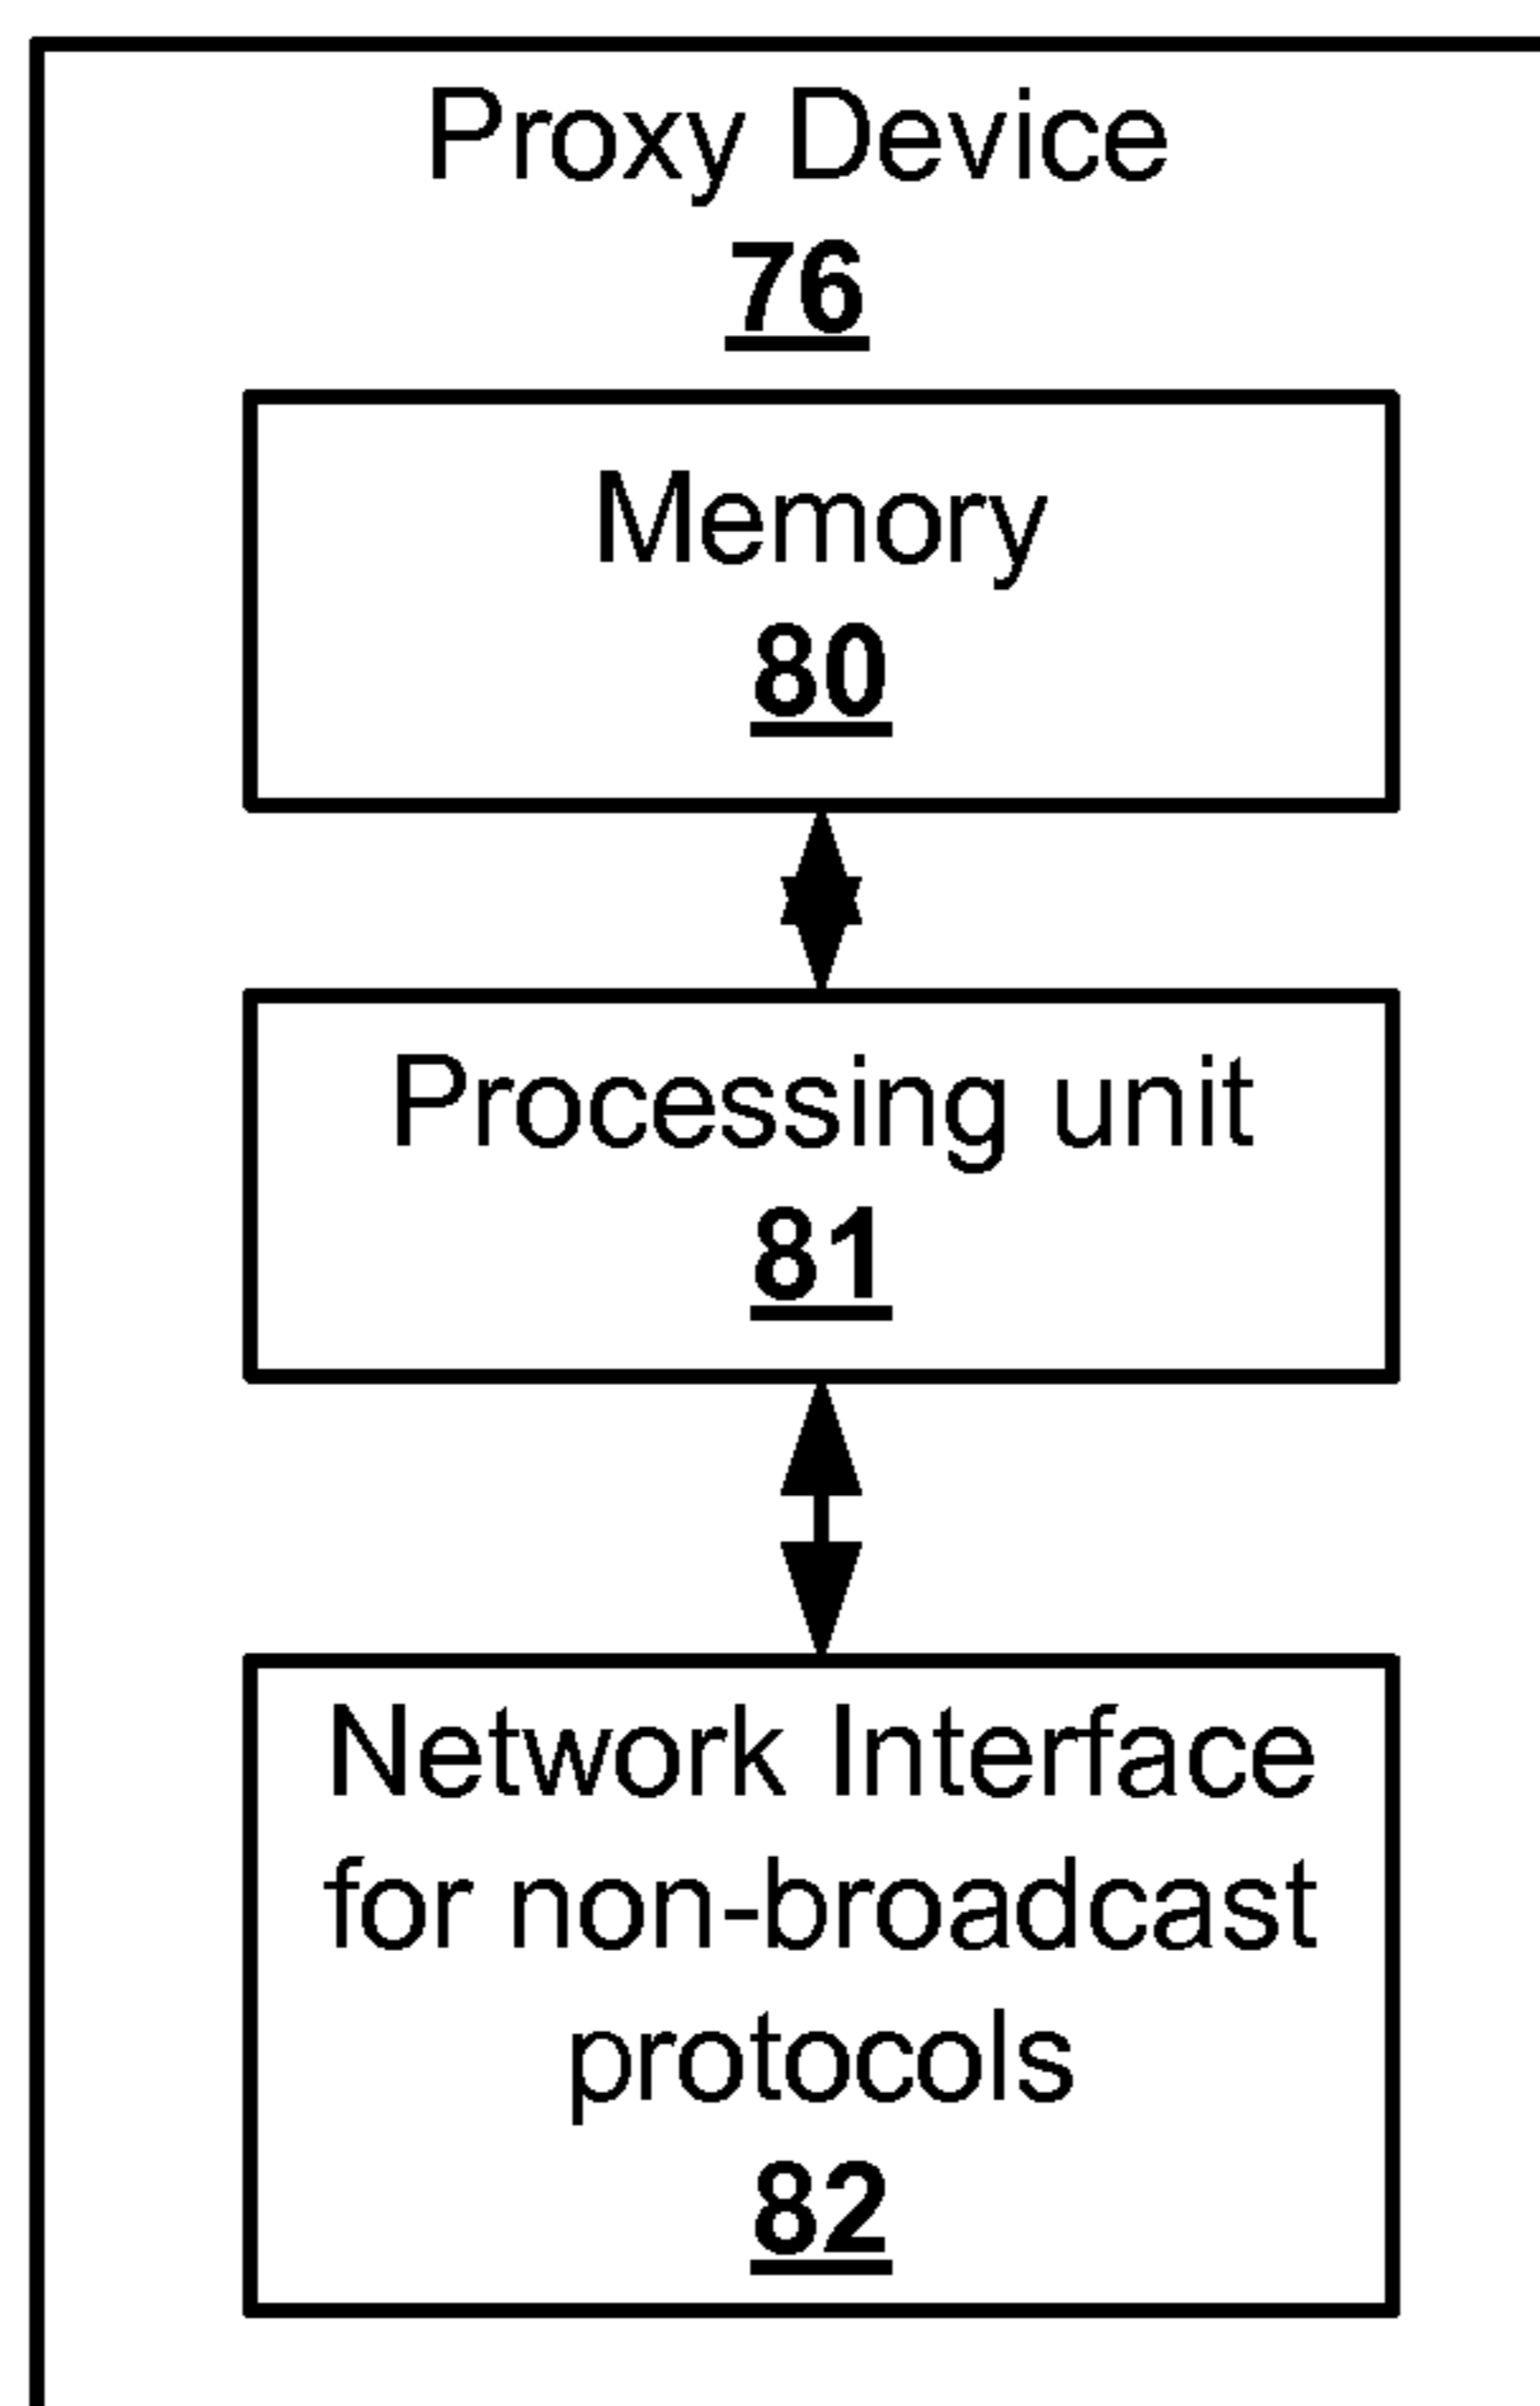 Proxy Device
76
Memory
80
Processing unit
81
Network Interface
for non-broadcast
protocols
82